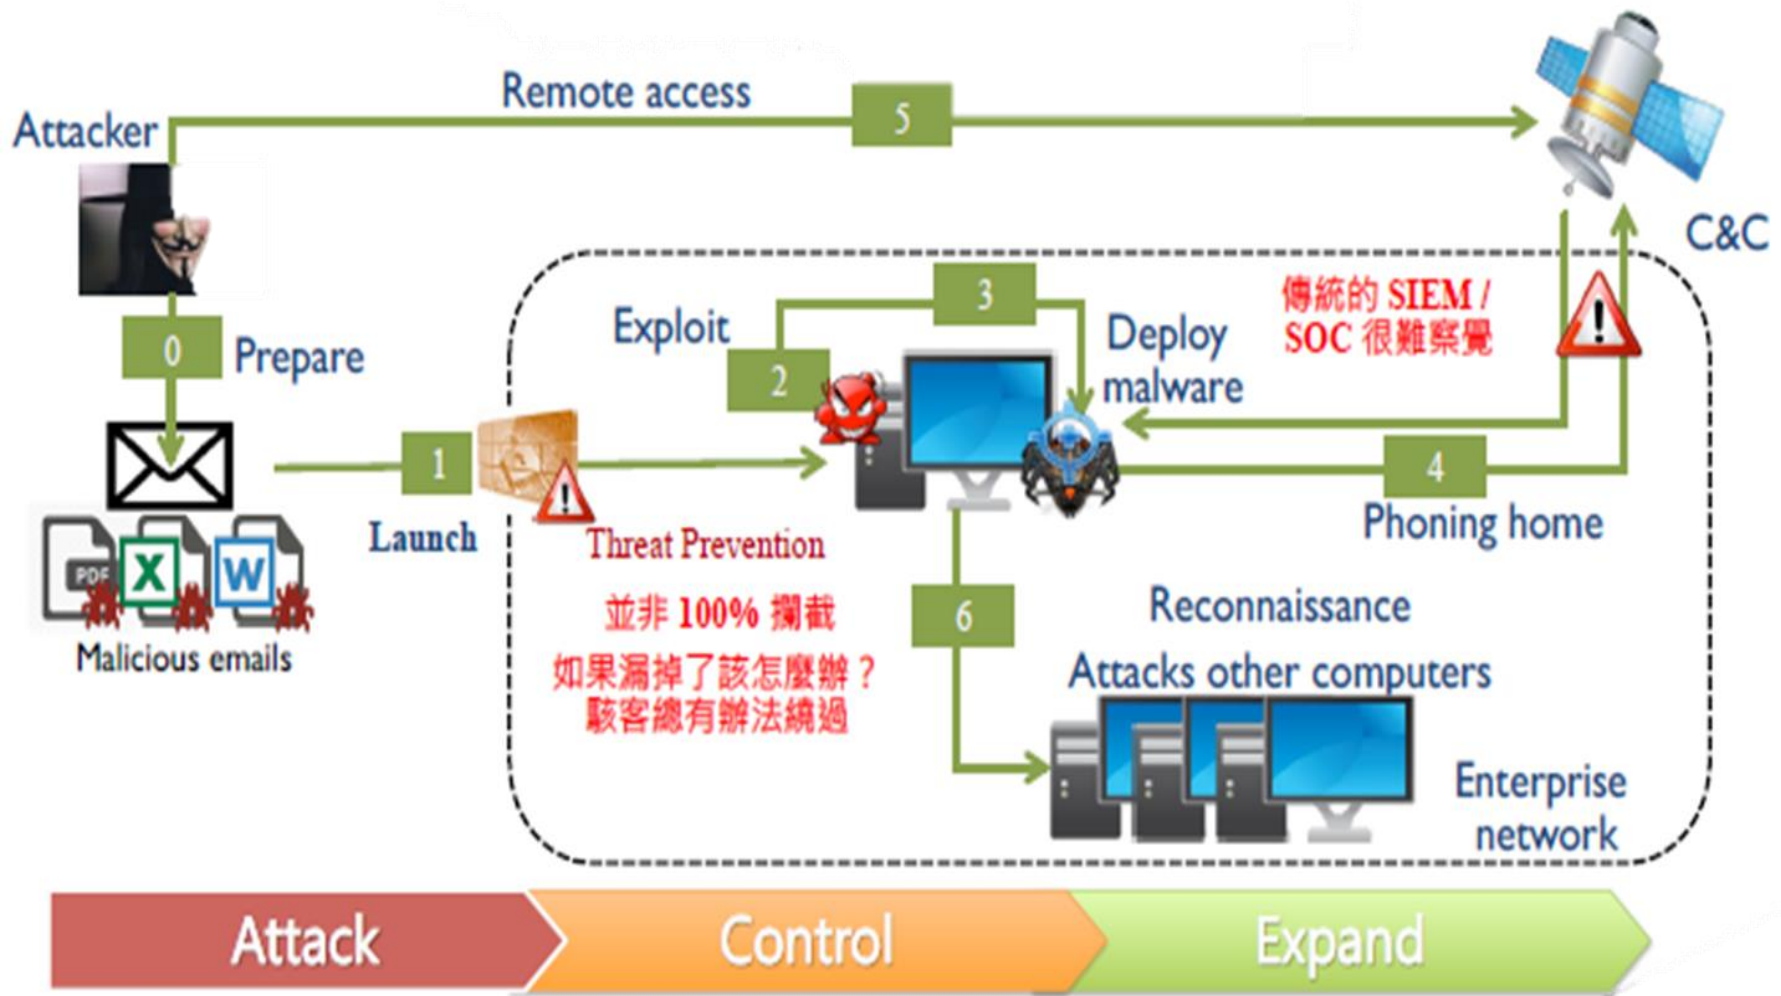 Remote access
5
Attacker
C&C
0
Prepare
Exploit
3
2
Deploy
malware
傳統的 SIEM /
SOC 很難察覺
1
Launch
4
Phoning home
PDF
X
W
Malicious emails
Threat Prevention
並非 100% 攔截
如果漏掉了該怎麼辦？
駭客總有辦法繞過
6
Reconnaissance
Attacks other computers
Enterprise
network
Attack
Control
Expand